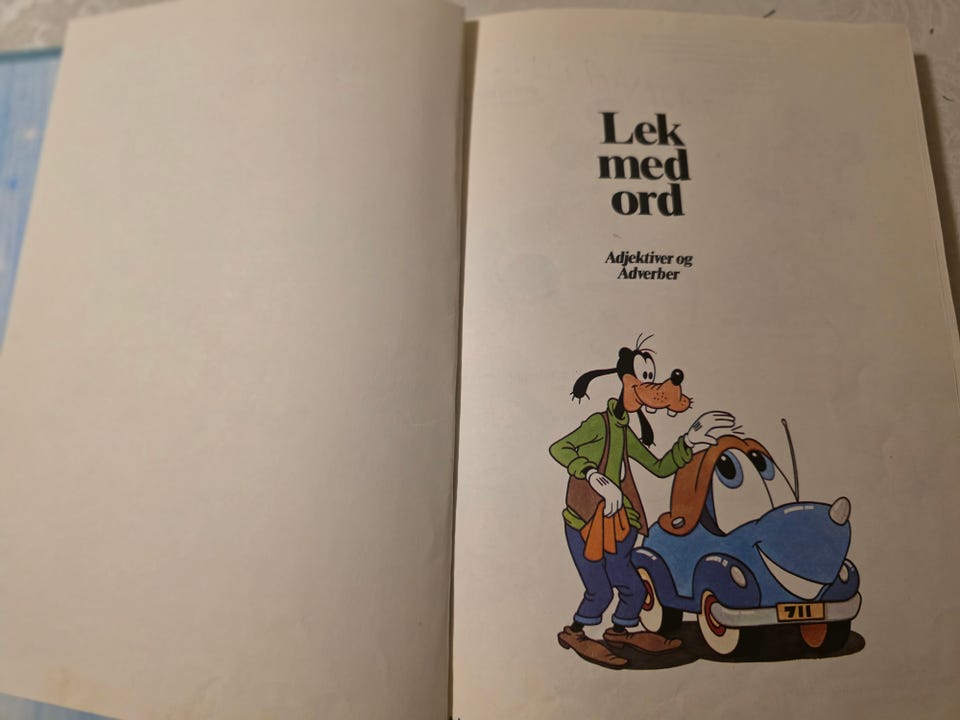 Lek
med
ord
Adjektiver og
Adverber
711